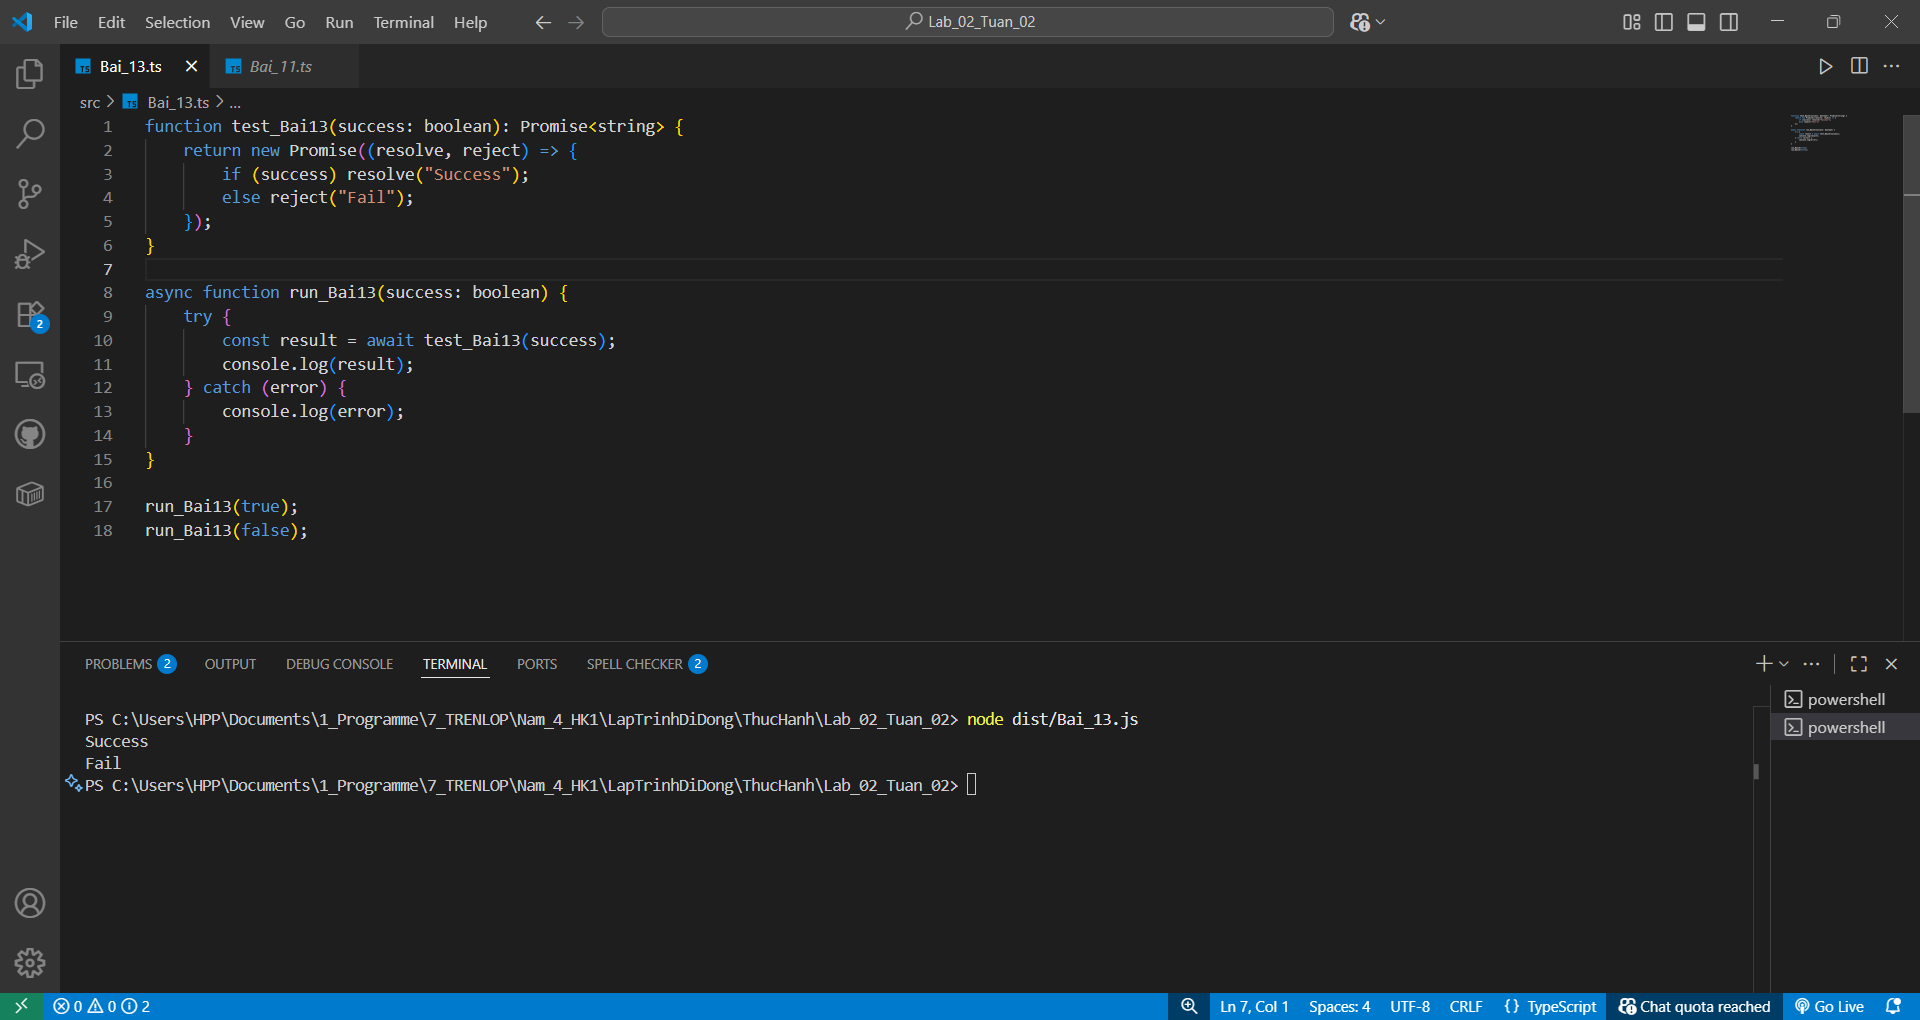 File Edit Selection View Go Run Terminal Help Lab_02_Tuan_02
Bai_13.ts Bai_11.ts
src > Bai_13.ts > ...
1 function test_Bai13(success: boolean): Promise<string> {
2 return new Promise((resolve, reject) => {
3 if (success) resolve("Success");
4 else reject("Fail");
5 });
6 }
7
8 async function run_Bai13(success: boolean) {
9 try {
10 const result = await test_Bai13(success);
11 console.log(result);
12 } catch (error) {
13 console.log(error);
14 }
15 }
16
17 run_Bai13(true);
18 run_Bai13(false);
2
PROBLEMS 2 OUTPUT DEBUG CONSOLE TERMINAL PORTS SPELL CHECKER 2
powershell
powershell
PS C:\Users\HPP\Documents\1_Programme\7_TRENLOP\Nam_4_HK1\LapTrinhDiDong\ThucHanh\Lab_02_Tuan_02> node dist/Bai_13.js
Success
Fail
PS C:\Users\HPP\Documents\1_Programme\7_TRENLOP\Nam_4_HK1\LapTrinhDiDong\ThucHanh\Lab_02_Tuan_02>
0 0 2 Ln 7, Col 1 Spaces: 4 UTF-8 CRLF {} TypeScript Chat quota reached Go Live